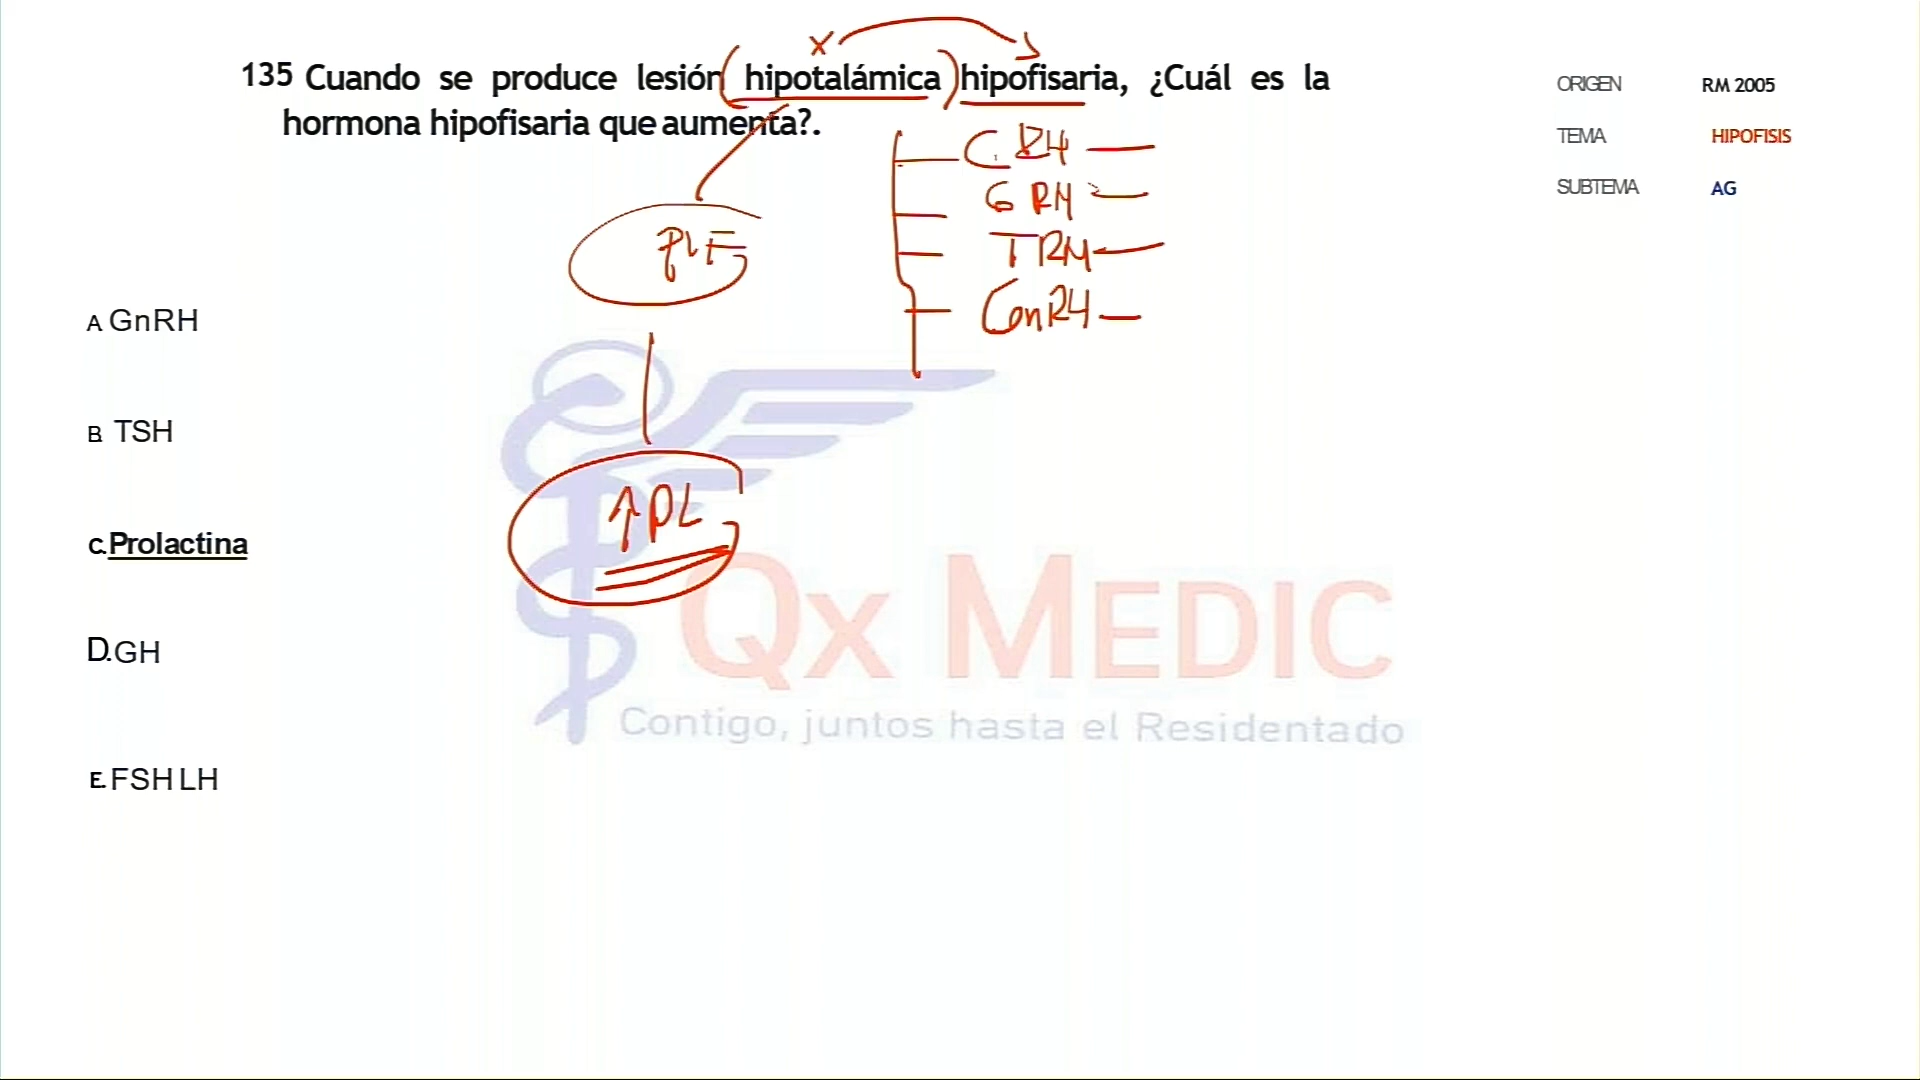 135 Cuando se produce lesión hipotalámica hipofisaria, ¿Cuál es la
hormona hipofisaria que aumenta?.
ORIGEN RM 2005
TEMA HIPOFISIS
SUBTEMA AG
x
CRH
GRH
TRH
GnRH
PIF
↑PL
A GnRH
B. TSH
C.Prolactina
D.GH
E.FSH LH
Qx MEDIC
Contigo, juntos hasta el Residentado